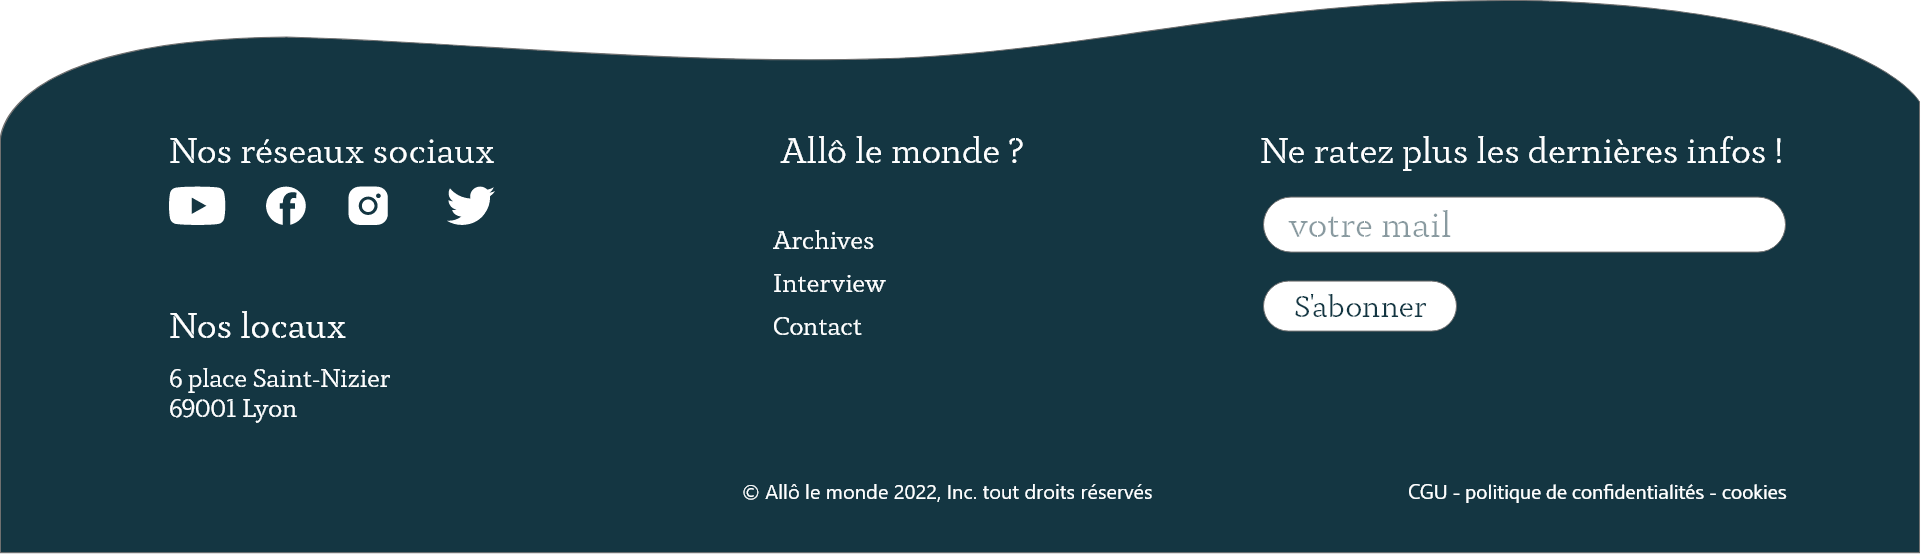 Nos réseaux sociaux
Nos locaux
6 place Saint-Nizier
69001 Lyon
Allô le monde ?
Archives
Interview
Contact
Ne ratez plus les dernières infos !
votre mail
S'abonner
© Allô le monde 2022, Inc. tout droits réservés
CGU - politique de confidentialités - cookies